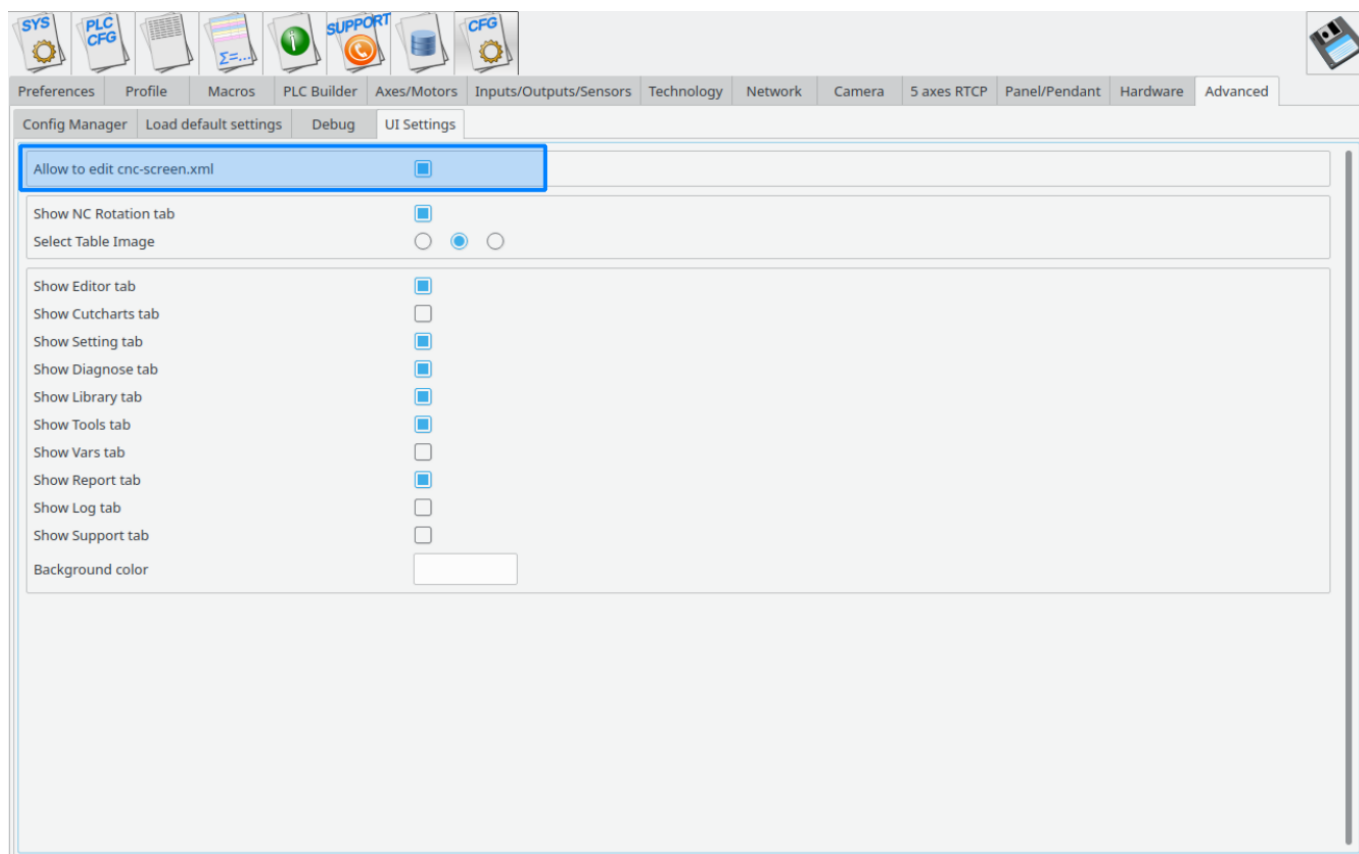 SYS PLC CFG Σ=... i SUPPORT CFG
Preferences Profile Macros PLC Builder Axes/Motors Inputs/Outputs/Sensors Technology Network Camera 5 axes RTCP Panel/Pendant Hardware Advanced
Config Manager Load default settings Debug UI Settings
Allow to edit cnc-screen.xml
Show NC Rotation tab
Select Table Image
Show Editor tab
Show Cutcharts tab
Show Setting tab
Show Diagnose tab
Show Library tab
Show Tools tab
Show Vars tab
Show Report tab
Show Log tab
Show Support tab
Background color